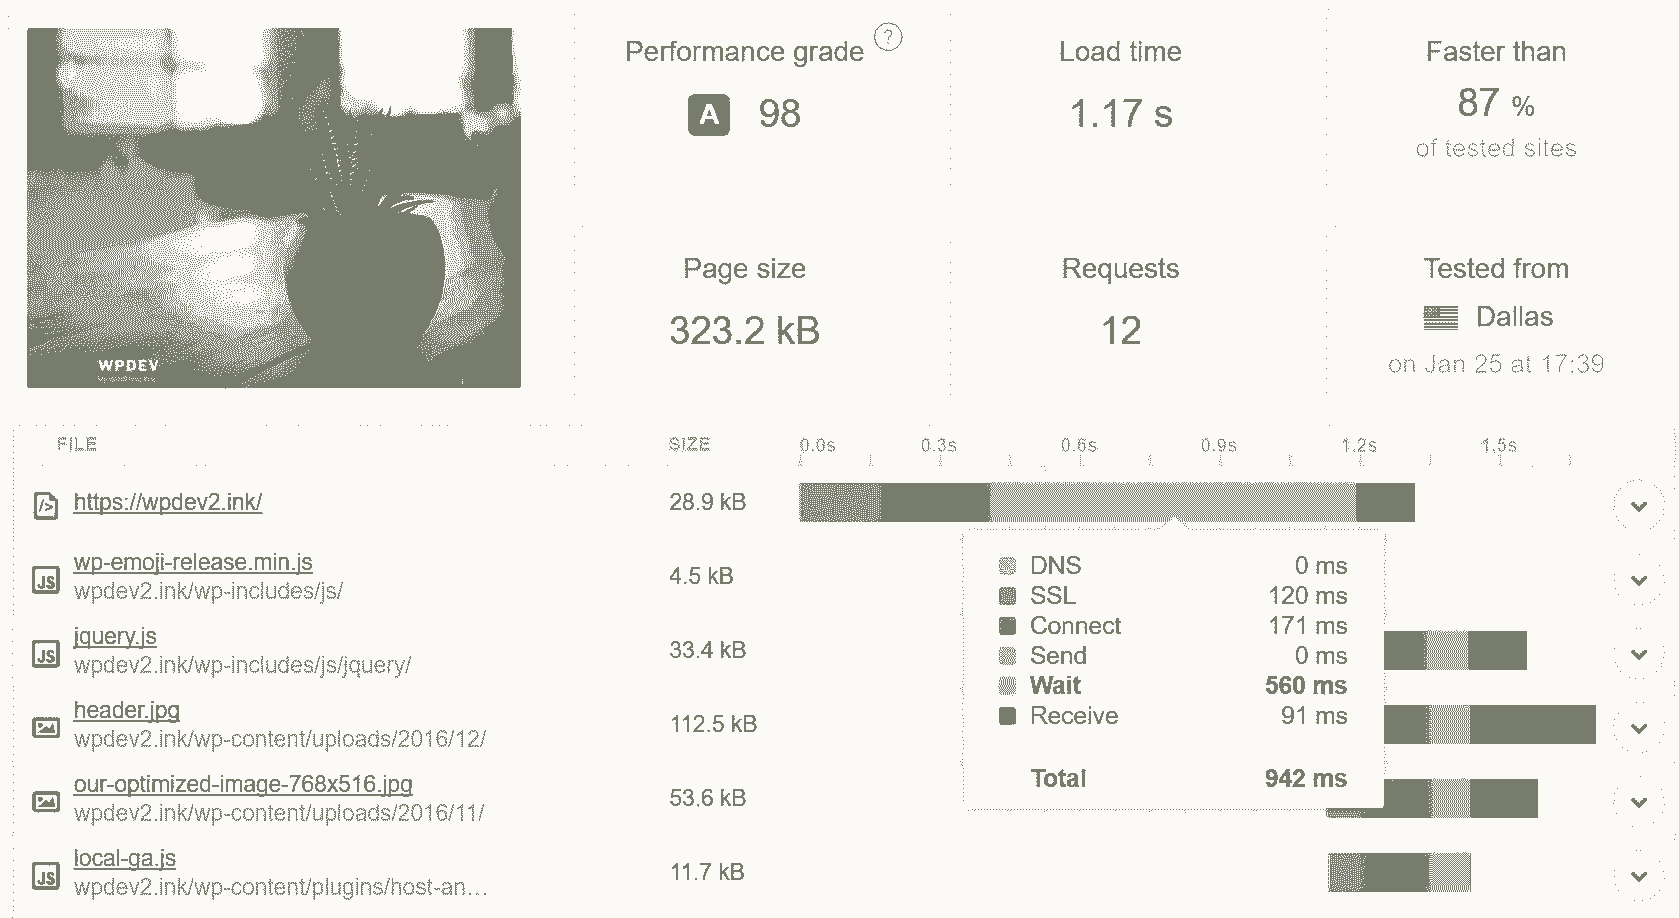 Performance grade ?
A 98
Load time
1.17 s
Faster than
87 %
of tested sites
Page size
323.2 kB
Requests
12
Tested from
Dallas
on Jan 25 at 17:39
WPDEV
FILE SIZE 0.0s 0.3s 0.6s 0.9s 1.2s 1.5s
https://wpdev2.ink/ 28.9 kB
wp-emoji-release.min.js
wpdev2.ink/wp-includes/js/
4.5 kB
JS
jquery.js
wpdev2.ink/wp-includes/js/jquery/
33.4 kB
JS
header.jpg
wpdev2.ink/wp-content/uploads/2016/12/
112.5 kB
our-optimized-image-768x516.jpg
wpdev2.ink/wp-content/uploads/2016/11/
53.6 kB
local-ga.js
wpdev2.ink/wp-content/plugins/host-an...
11.7 kB
JS
DNS 0 ms
SSL 120 ms
Connect 171 ms
Send 0 ms
Wait 560 ms
Receive 91 ms
Total 942 ms